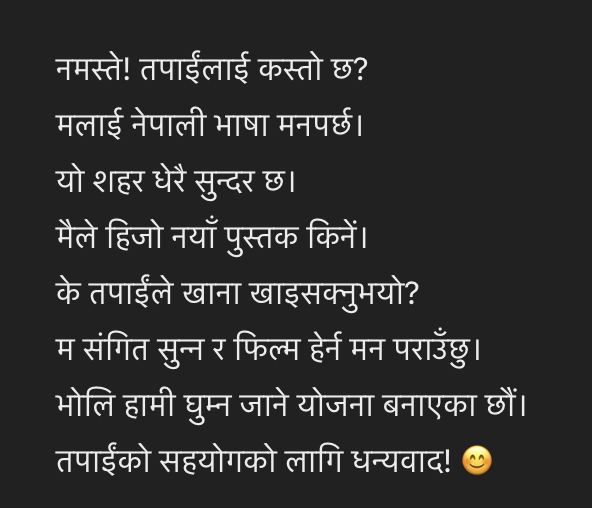 नमस्ते! तपाईंलाई कस्तो छ?
मलाई नेपाली भाषा मनपर्छ।
यो शहर धेरै सुन्दर छ।
मैले हिजो नयाँ पुस्तक किनें।
के तपाईंले खाना खाइसक्नुभयो?
म संगित सुन्न र फिल्म हेर्न मन पराउँछु।
भोलि हामी घुम्न जाने योजना बनाएका छौं।
तपाईंको सहयोगको लागि धन्यवाद! 😊